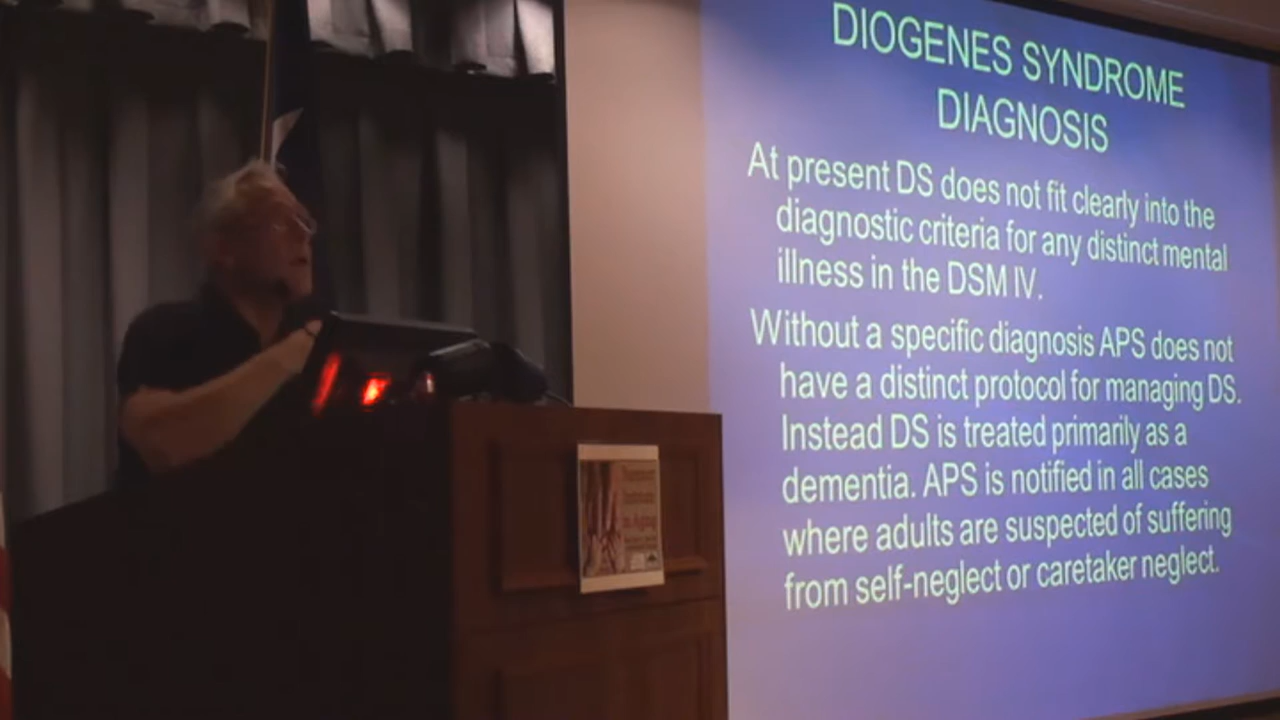 DIOGENES SYNDROME
DIAGNOSIS
At present DS does not fit clearly into the
diagnostic criteria for any distinct mental
illness in the DSM IV.
Without a specific diagnosis APS does not
have a distinct protocol for managing DS.
Instead DS is treated primarily as a
dementia. APS is notified in all cases
where adults are suspected of suffering
from self-neglect or caretaker neglect.
Institute
on Aging